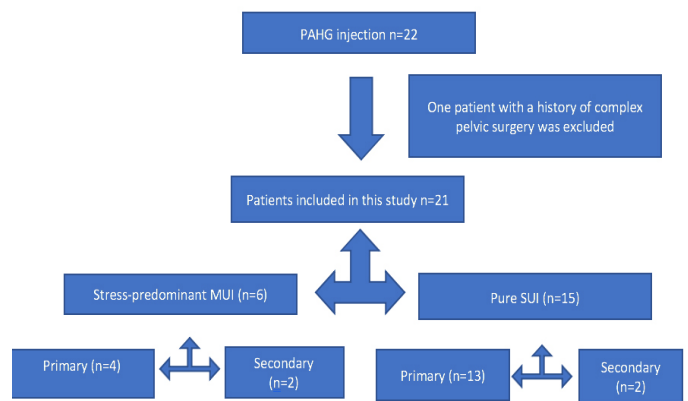 PAHG injection n=22
One patient with a history of complex
pelvic surgery was excluded
Patients included in this study n=21
Stress-predominant MUI (n=6)
Pure SUI (n=15)
Primary (n=4)
Secondary
(n=2)
Primary (n=13)
Secondary
(n=2)